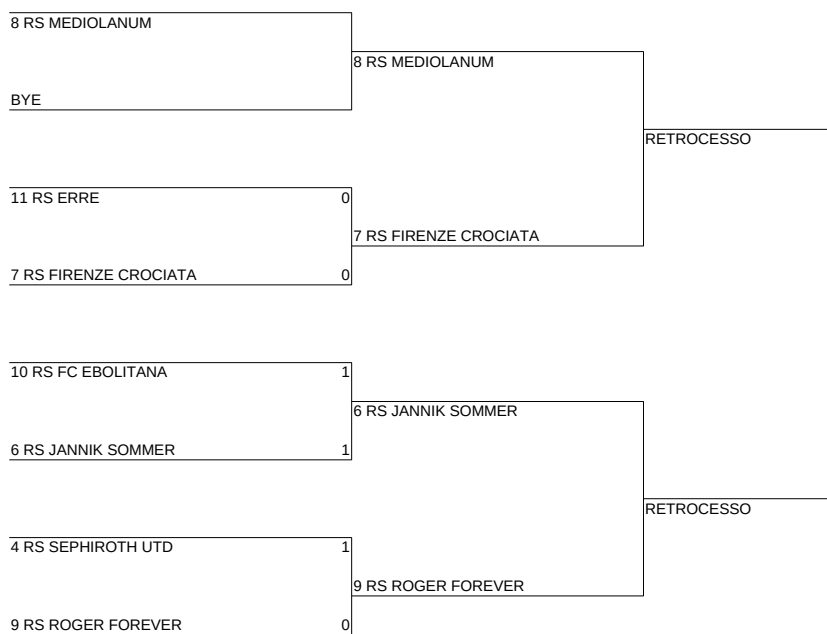 8 RS MEDIOLANUM
8 RS MEDIOLANUM
BYE
RETROCESSO
11 RS ERRE 0
7 RS FIRENZE CROCIATA
7 RS FIRENZE CROCIATA 0
10 RS FC EBOLITANA 1
6 RS JANNIK SOMMER
6 RS JANNIK SOMMER 1
RETROCESSO
4 RS SEPHIROTH UTD 1
9 RS ROGER FOREVER
9 RS ROGER FOREVER 0